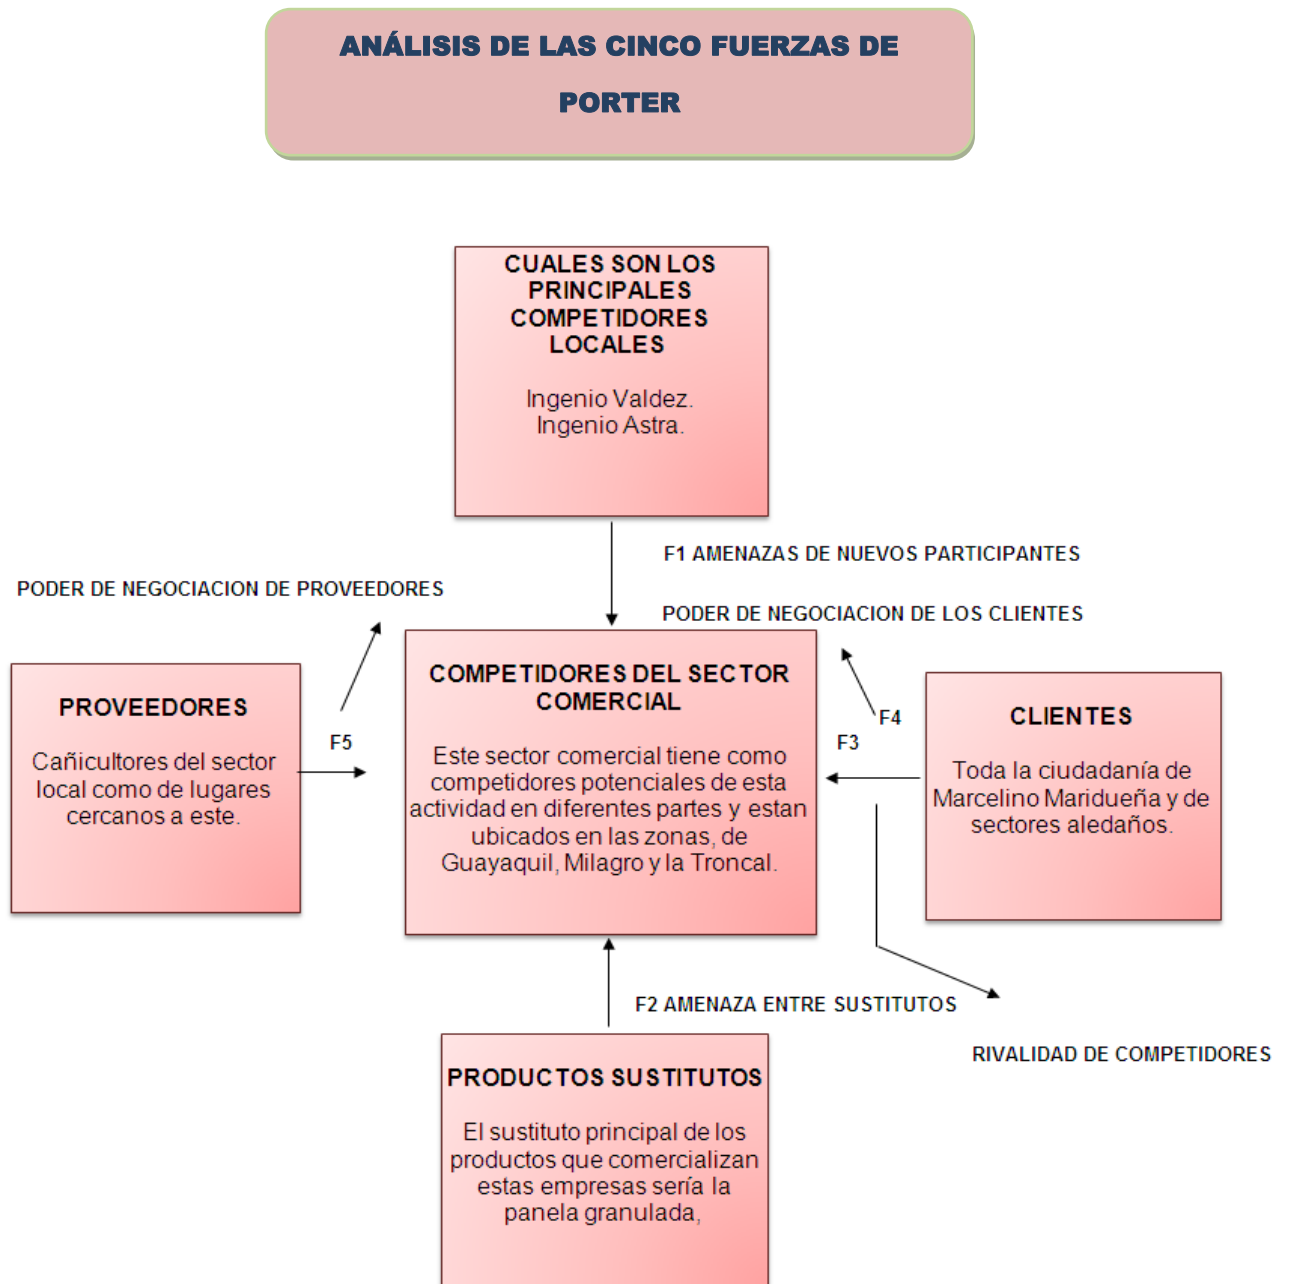 ANÁLISIS DE LAS CINCO FUERZAS DE
PORTER
CUALES SON LOS
PRINCIPALES
COMPETIDORES
LOCALES
Ingenio Valdez.
Ingenio Astra.
F1 AMENAZAS DE NUEVOS PARTICIPANTES
PODER DE NEGOCIACION DE PROVEEDORES
PODER DE NEGOCIACION DE LOS CLIENTES
PROVEEDORES
Cañicultores del sector
local como de lugares
cercanos a este.
F5
COMPETIDORES DEL SECTOR
COMERCIAL
Este sector comercial tiene como
competidores potenciales de esta
actividad en diferentes partes y estan
ubicados en las zonas, de
Guayaquil, Milagro y la Troncal.
F4
F3
CLIENTES
Toda la ciudadanía de
Marcelino Maridueña y de
sectores aledaños.
F2 AMENAZA ENTRE SUSTITUTOS
RIVALIDAD DE COMPETIDORES
PRODUCTOS SUSTITUTOS
El sustituto principal de los
productos que comercializan
estas empresas sería la
panela granulada,